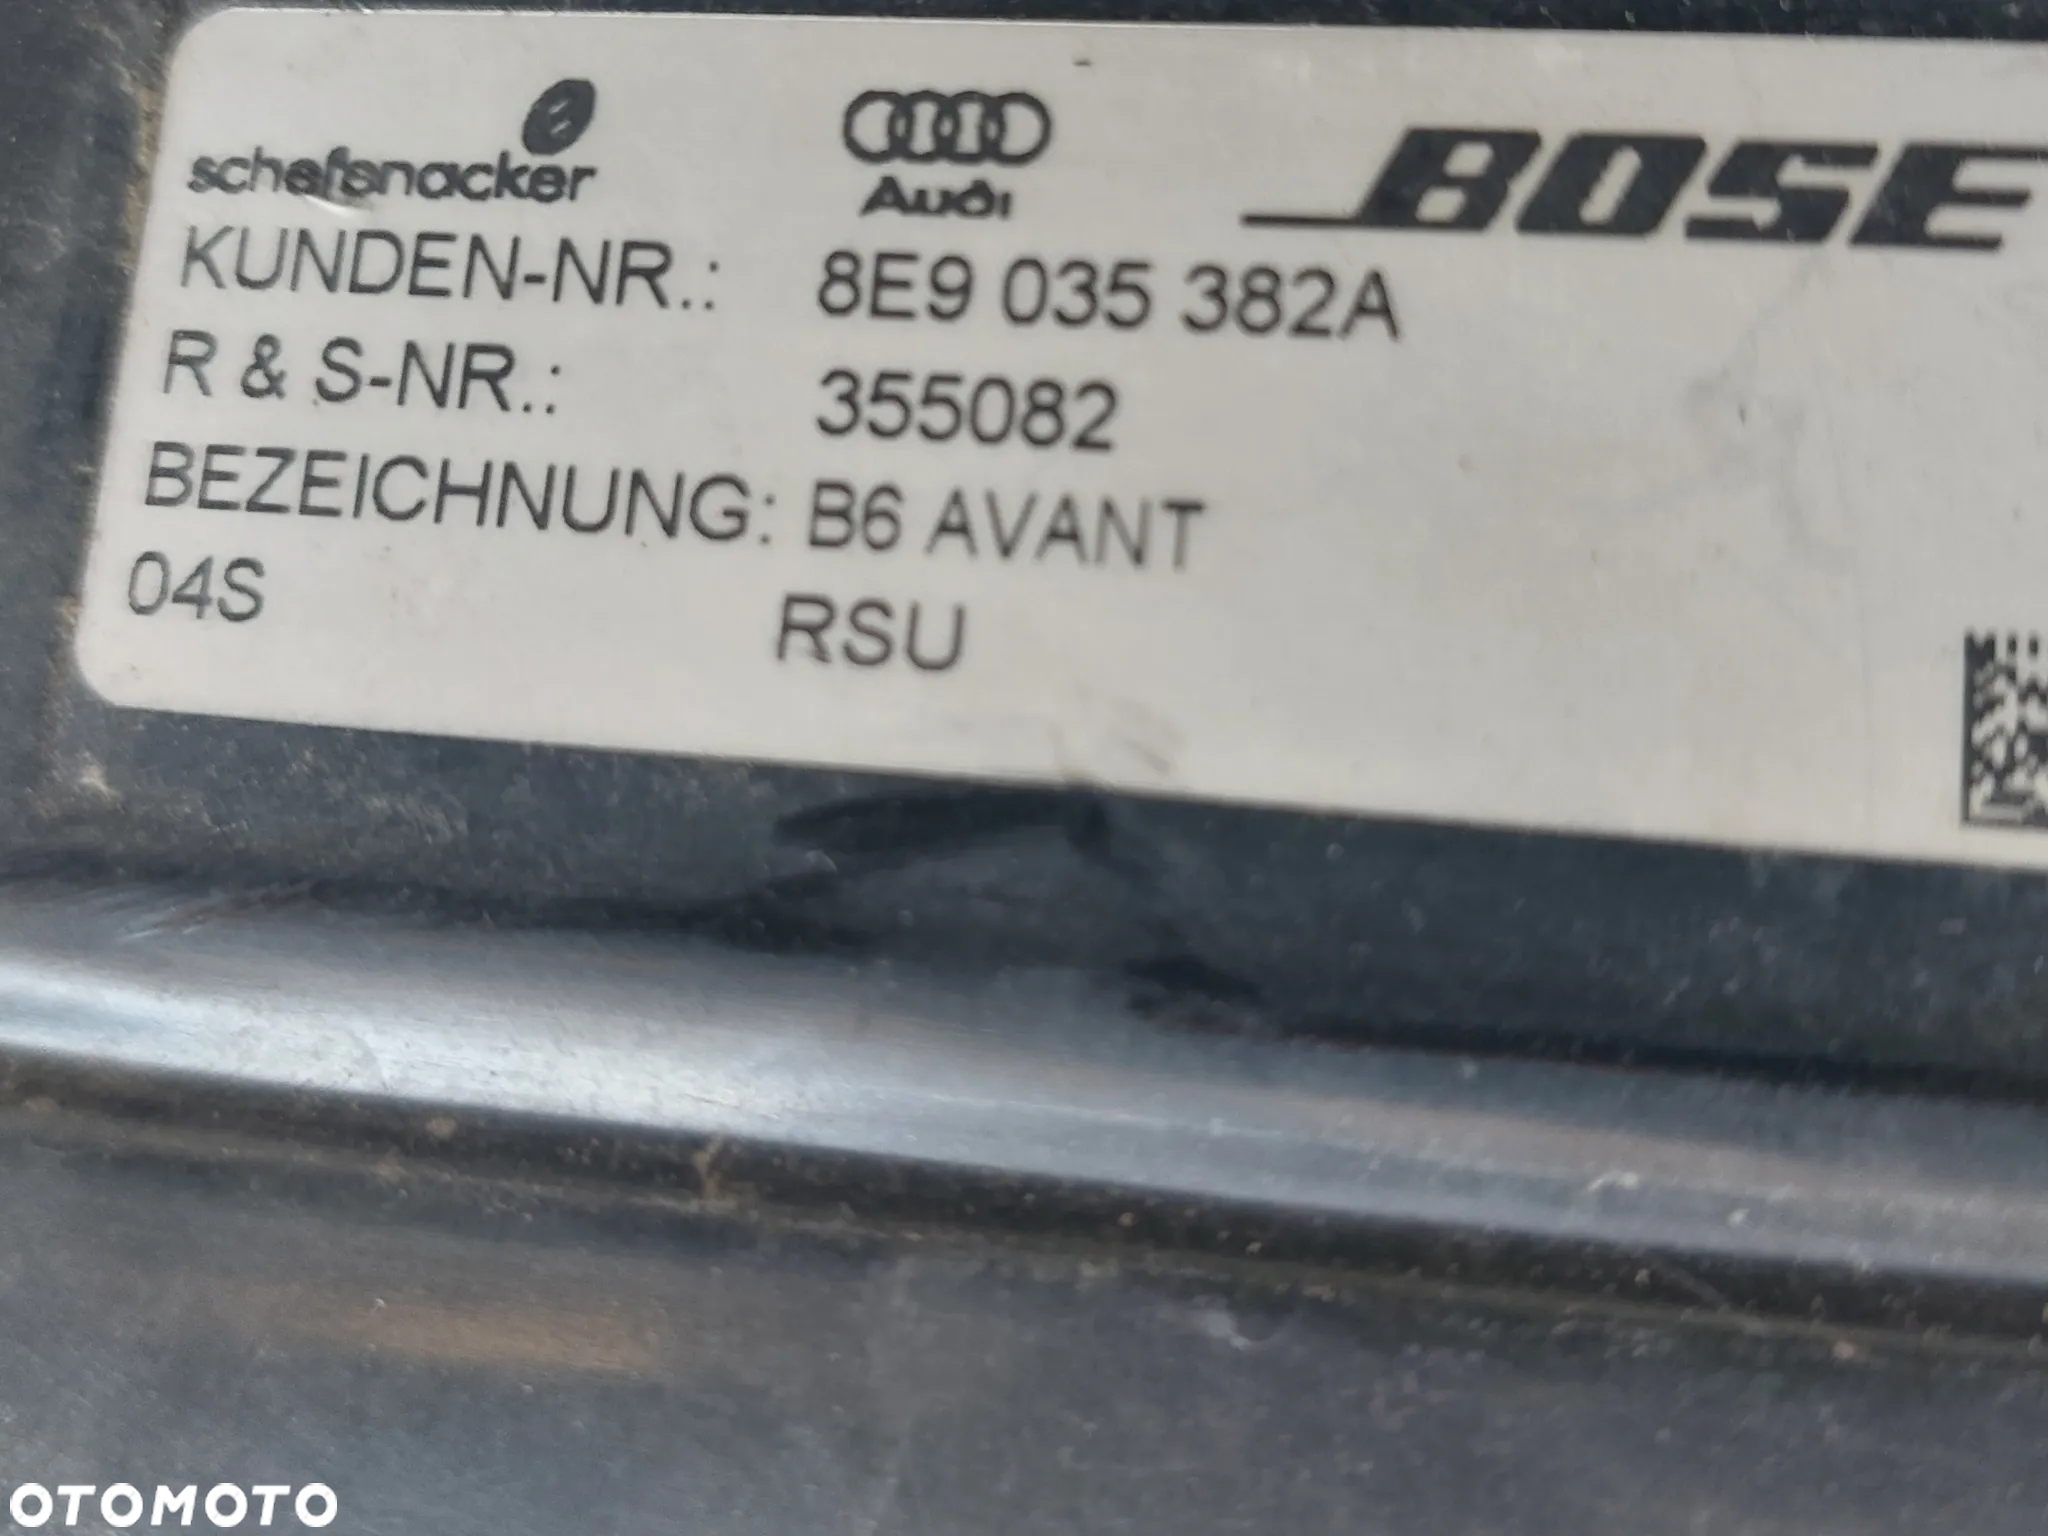 schefenacker Audi BOSE
KUNDEN-NR.: 8E9 035 382A
R & S-NR.: 355082
BEZEICHNUNG: B6 AVANT
04S RSU
OTOMOTO